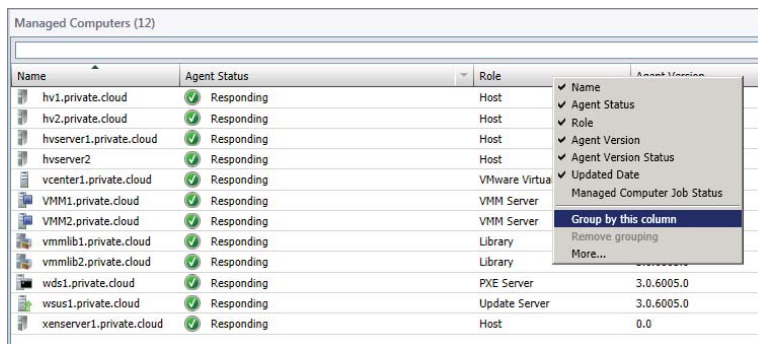 Managed Computers (12)
Name Agent Status Role Agent Version
hv1.private.cloud Responding Host
hv2.private.cloud Responding Host
hvserver1.private.cloud Responding Host
hvserver2 Responding Host
vcenter1.private.cloud Responding VMware Virtua
VMM1.private.cloud Responding VMM Server
VMM2.private.cloud Responding VMM Server
vmmlib1.private.cloud Responding Library
vmmlib2.private.cloud Responding Library
wds1.private.cloud Responding PXE Server 3.0.6005.0
wsus1.private.cloud Responding Update Server 3.0.6005.0
xenserver1.private.cloud Responding Host 0.0
Name
Agent Status
Role
Agent Version
Agent Version Status
Updated Date
Managed Computer Job Status
Group by this column
Remove grouping
More...